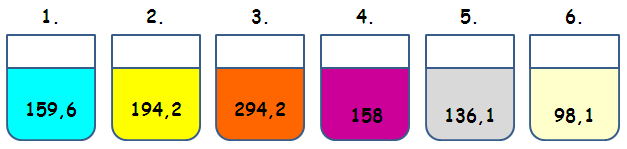 1. 2. 3. 4. 5. 6.
159,6 194,2 294,2 158 136,1 98,1